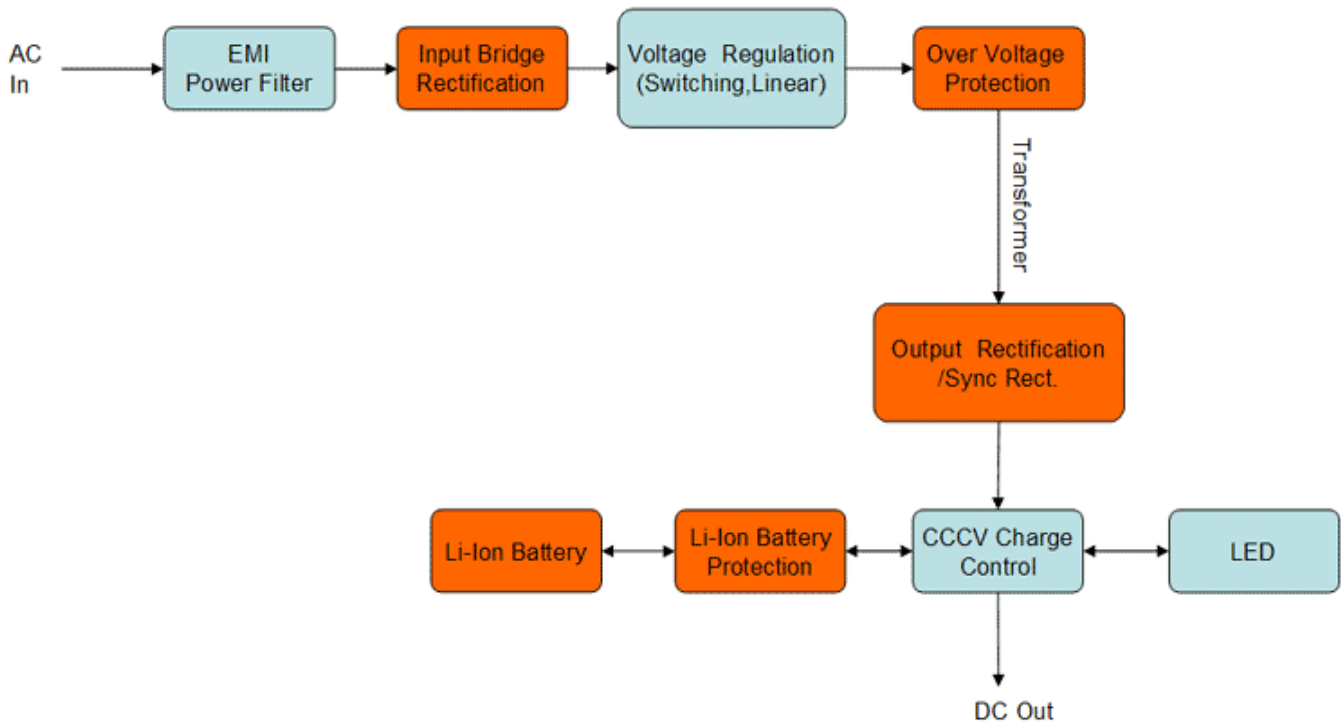 AC
In
EMI
Power Filter
Input Bridge
Rectification
Voltage Regulation
(Switching,Linear)
Over Voltage
Protection
Transformer
Output Rectification
/Sync Rect.
Li-Ion Battery
Li-Ion Battery
Protection
CCCV Charge
Control
LED
DC Out